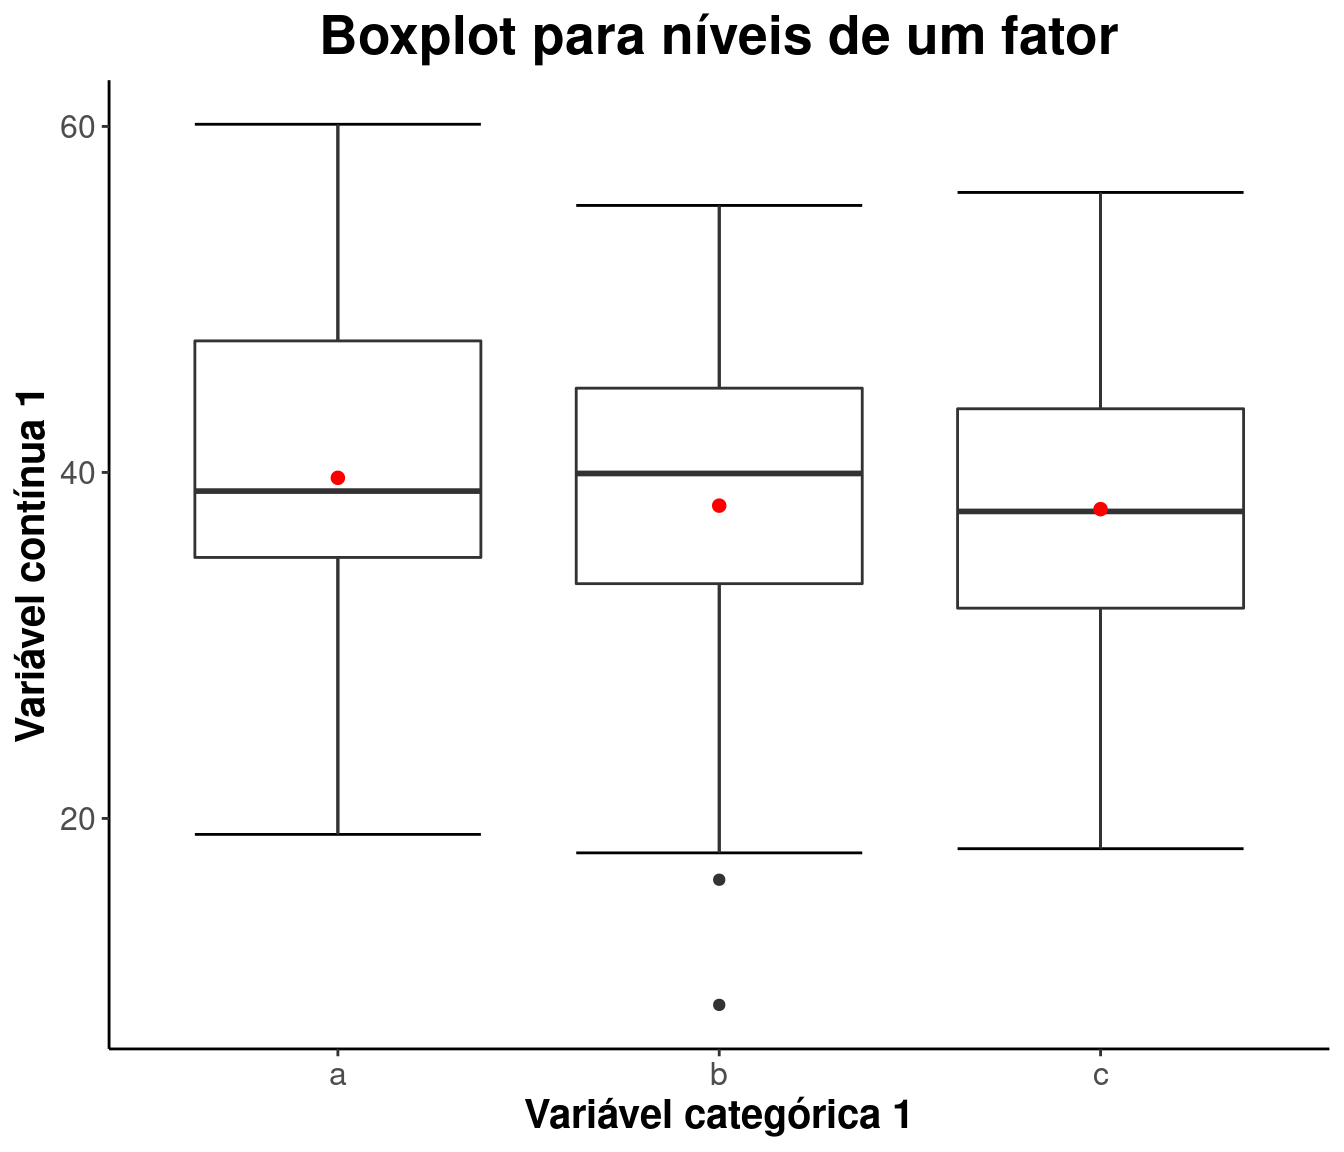 Boxplot para níveis de um fator
Variável contínua 1
60
40
20
a b c
Variável categórica 1